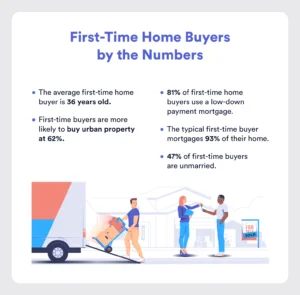 First-Time Home Buyers
by the Numbers
The average first-time home
buyer is 36 years old.
First-time buyers are more
likely to buy urban property
at 62%.
81% of first-time home
buyers use a low-down
payment mortgage.
The typical first-time buyer
mortgages 93% of their home.
47% of first-time buyers
are unmarried.
FOR
SOLD